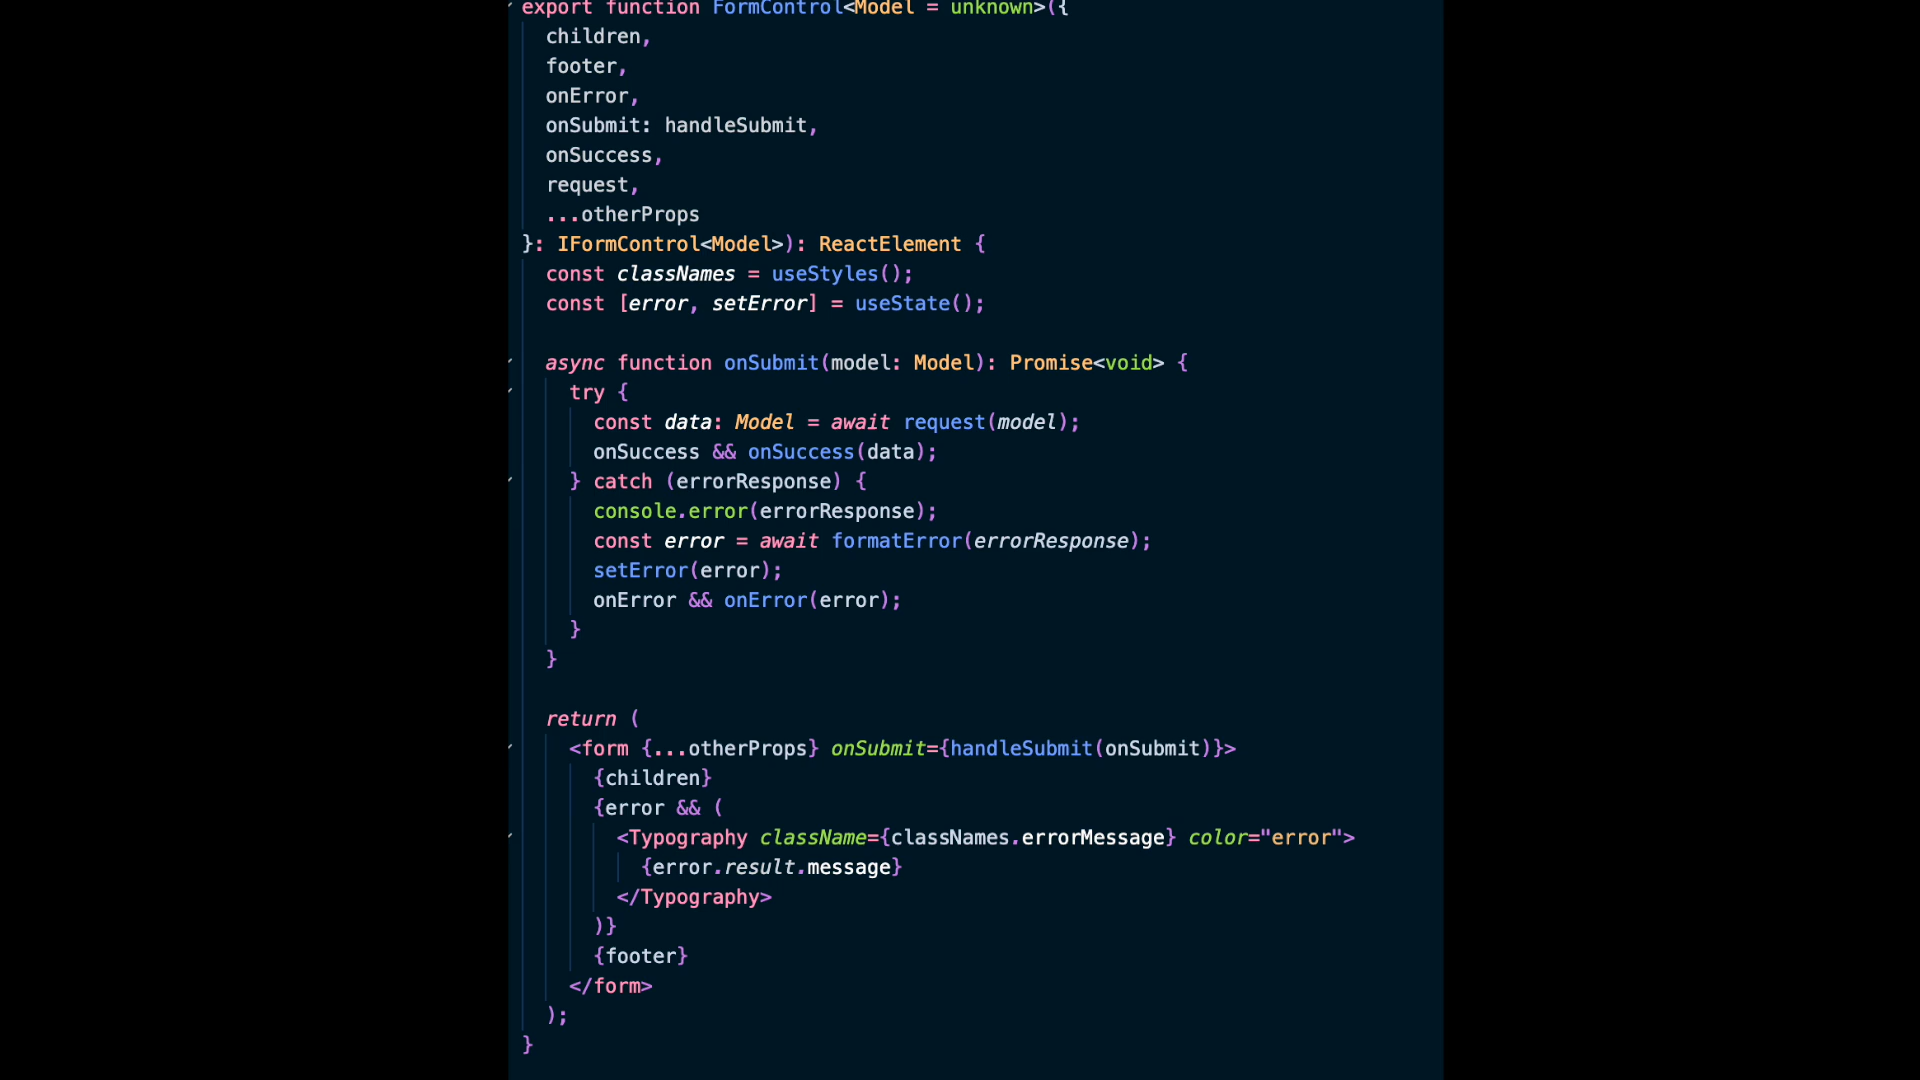 export function FormControl<Model = unknown>({
children,
footer,
onError,
onSubmit: handleSubmit,
onSuccess,
request,
...otherProps
}: IFormControl<Model>): ReactElement {
const classNames = useStyles();
const [error, setError] = useState();
async function onSubmit(model: Model): Promise<void> {
try {
const data: Model = await request(model);
onSuccess && onSuccess(data);
} catch (errorResponse) {
console.error(errorResponse);
const error = await formatError(errorResponse);
setError(error);
onError && onError(error);
}
}
return (
<form {...otherProps} onSubmit={handleSubmit(onSubmit)}>
{children}
{error && (
<Typography className={classNames.errorMessage} color="error">
{error.result.message}
</Typography>
)}
{footer}
</form>
);
}